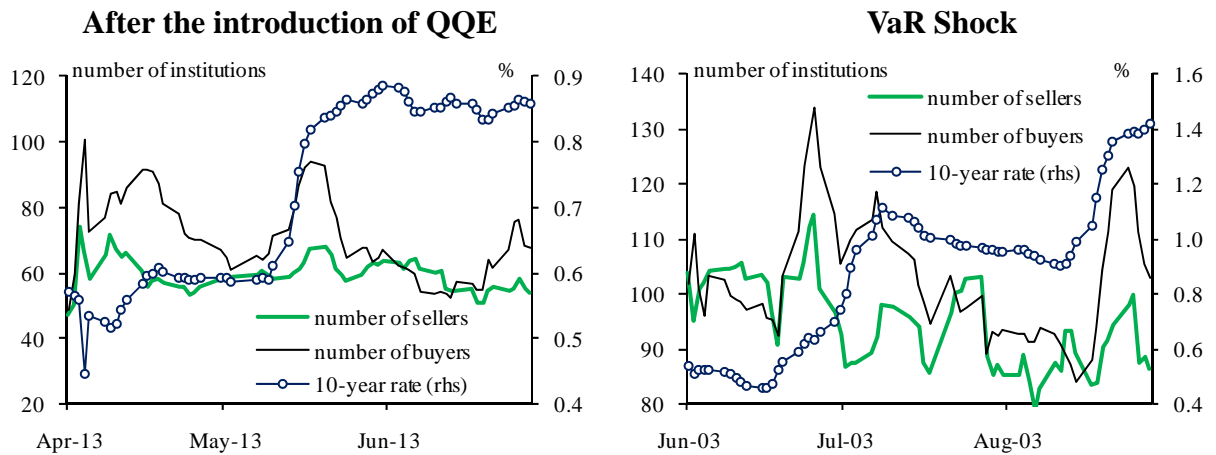 After the introduction of QQE
number of institutions
%
120
100
80
60
40
20
0.9
0.8
0.7
0.6
0.5
0.4
number of sellers
number of buyers
10-year rate (rhs)
Apr-13
May-13
Jun-13
VaR Shock
number of institutions
%
140
130
120
110
100
90
80
1.6
1.4
1.2
1.0
0.8
0.6
0.4
number of sellers
number of buyers
10-year rate (rhs)
Jun-03
Jul-03
Aug-03